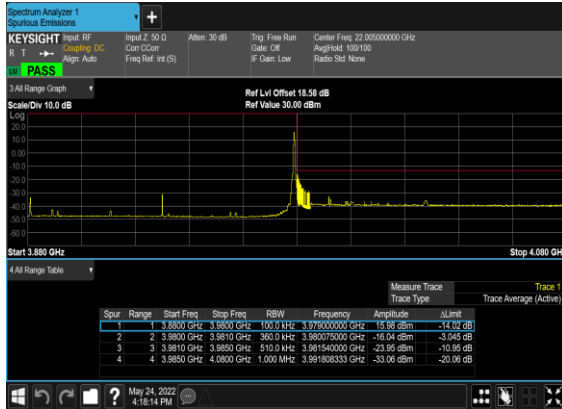 Spectrum Analyzer 1
Spurious Emissions
KEYSIGHT Input: RF Input Z: 50 Ω Atten: 30 dB Trig: Free Run Center Freq: 22.005000000 GHz
R T Coupling: DC Corr CCorr Gate: Off Avg|Hold: 100/100
Align: Auto Freq Ref: Int (S) IF Gain: Low Radio Std: None
PASS
3 All Range Graph Ref Lvl Offset 18.58 dB
Scale/Div 10.0 dB Ref Value 30.00 dBm
Log
20.0
10.0
0.00
-10.0
-20.0
-30.0
-40.0
-50.0
-60.0
Start 3.880 GHz Stop 4.080 GH
4 All Range Table
Measure Trace Trace 1
Trace Type Trace Average (Active)
Spur Range Start Freq Stop Freq RBW Frequency Amplitude ΔLimit
1 1 3.8800 GHz 3.9800 GHz 100.0 kHz 3.979000000 GHz 15.98 dBm -14.02 dB
2 2 3.9800 GHz 3.9810 GHz 360.0 kHz 3.980075000 GHz -16.04 dBm -3.045 dB
3 3 3.9810 GHz 3.9850 GHz 510.0 kHz 3.981540000 GHz -23.95 dBm -10.95 dB
4 4 3.9850 GHz 4.0800 GHz 1.000 MHz 3.991808333 GHz -33.06 dBm -20.06 dB
? May 24, 2022
4:18:14 PM